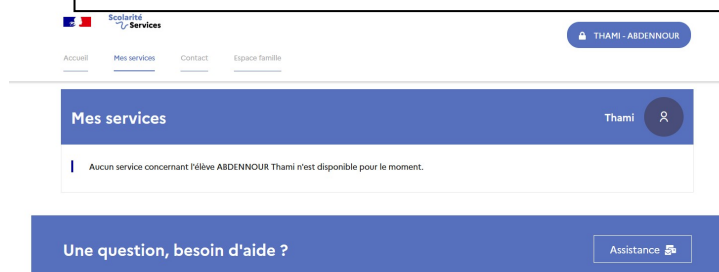 Scolarité
Services
THAMI - ABDENNOUR
Accueil Mes services Contact Espace famille
Mes services
Thami
Aucun service concernant l'élève ABDENNOUR Thami n'est disponible pour le moment.
Une question, besoin d'aide ?
Assistance